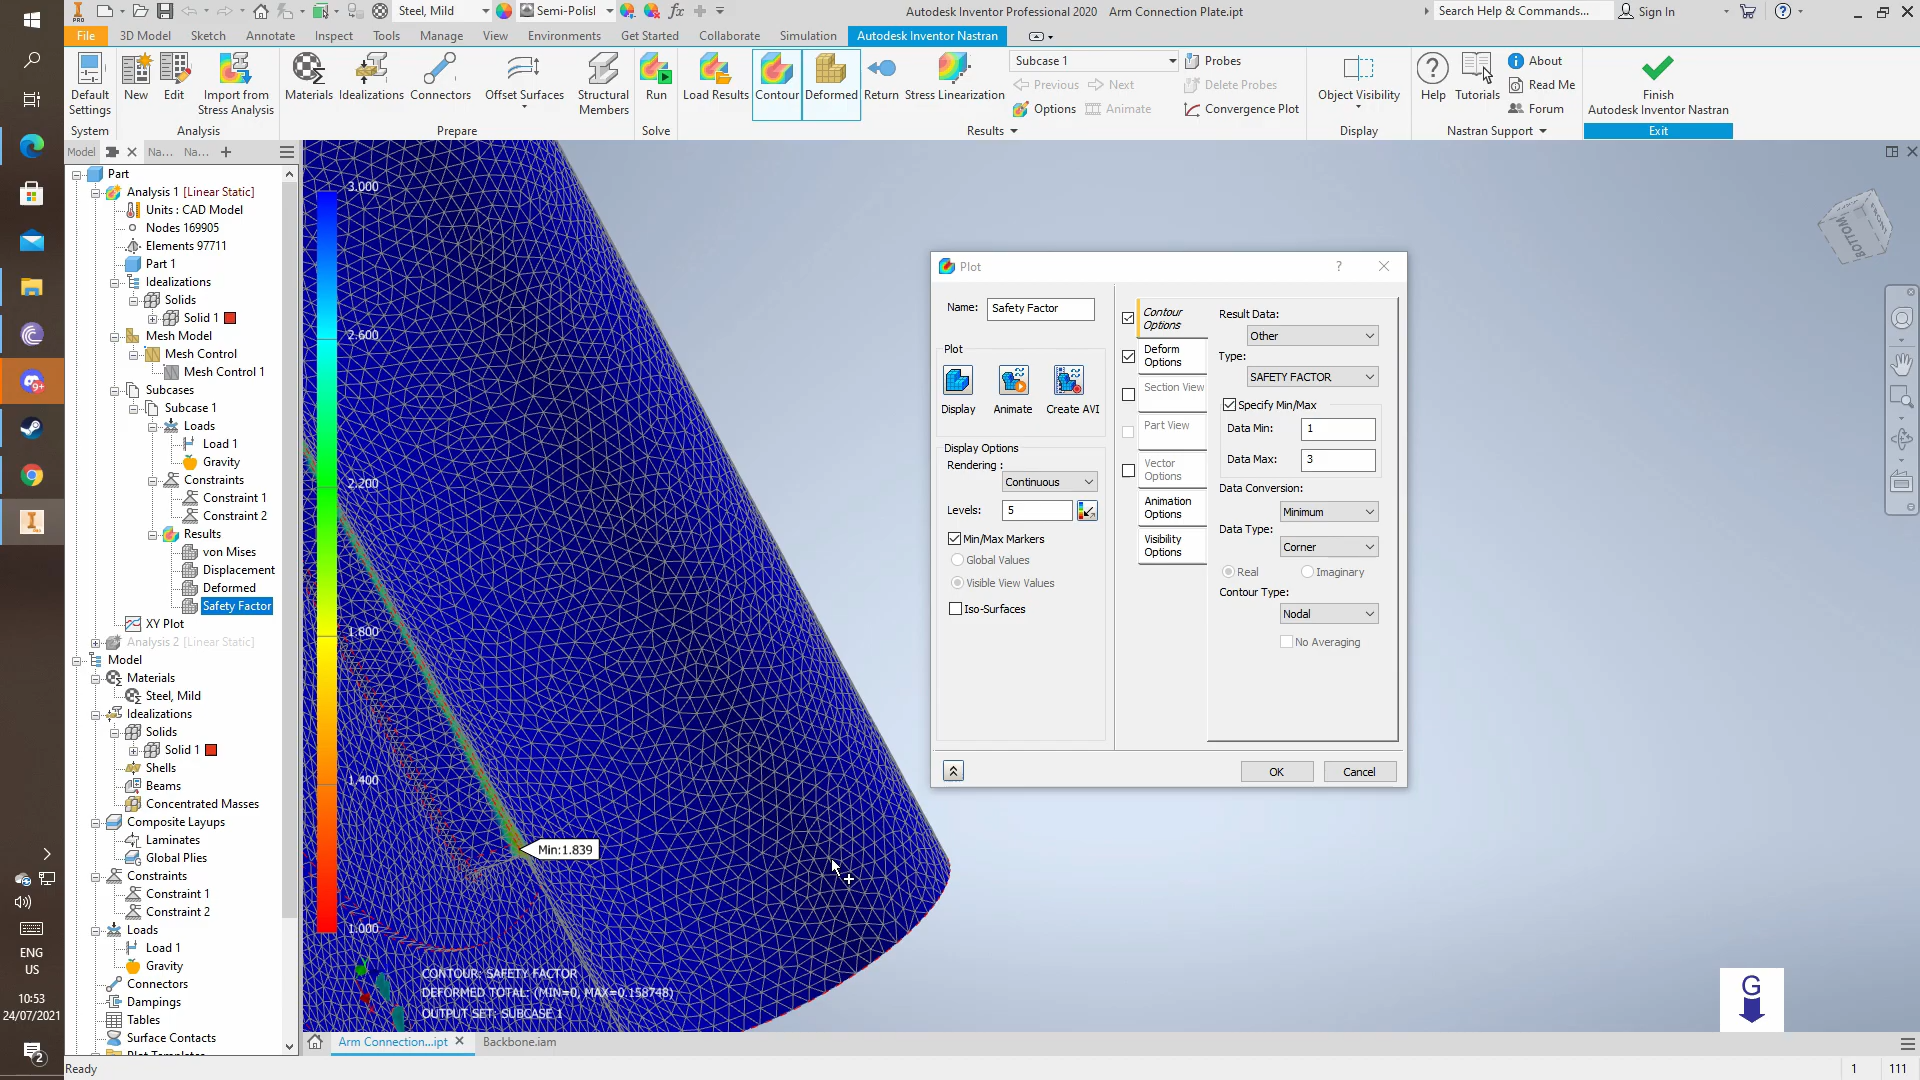 Steel, Mild
Semi-Polisl
Autodesk Inventor Professional 2020 Arm Connection Plate.ipt
Search Help & Commands...
Sign In
File
3D Model
Sketch
Annotate
Inspect
Tools
Manage
View
Environments
Get Started
Collaborate
Simulation
Autodesk Inventor Nastran
Default
Settings
New
Edit
Import from
Stress Analysis
Materials
Idealizations
Connectors
Offset Surfaces
Structural
Members
Run
Load Results
Contour
Deformed
Return
Stress Linearization
Subcase 1
Previous
Next
Options
Animate
Probes
Delete Probes
Convergence Plot
Object Visibility
Help
Tutorials
About
Read Me
Forum
Finish
Autodesk Inventor Nastran
System
Analysis
Prepare
Solve
Results
Display
Nastran Support
Exit
Model
Na...
Na...
Part
Analysis 1 [Linear Static]
Units : CAD Model
Nodes 169905
Elements 97711
Part 1
Idealizations
Solids
Solid 1
Mesh Model
Mesh Control
Mesh Control 1
Subcases
Subcase 1
Loads
Load 1
Gravity
Constraints
Constraint 1
Constraint 2
Results
von Mises
Displacement
Deformed
Safety Factor
XY Plot
Analysis 2 [Linear Static]
Model
Materials
Steel, Mild
Idealizations
Solids
Solid 1
Shells
Beams
Concentrated Masses
Composite Layups
Laminates
Global Plies
Constraints
Constraint 1
Constraint 2
Loads
Load 1
Gravity
Connectors
Dampings
Tables
Surface Contacts
3.000
2.600
2.200
1.800
1.400
1.000
Min:1.839
CONTOUR: SAFETY FACTOR
DEFORMED TOTAL: (MIN=0, MAX=0.158748)
OUTPUT SET: SUBCASE 1
BOTTOM
Plot
Name:
Safety Factor
Plot
Display
Animate
Create AVI
Display Options
Rendering :
Continuous
Levels:
5
Min/Max Markers
Global Values
Visible View Values
Iso-Surfaces
Contour
Options
Deform
Options
Section View
Part View
Vector
Options
Animation
Options
Visibility
Options
Result Data:
Other
Type:
SAFETY FACTOR
Specify Min/Max
Data Min:
1
Data Max:
3
Data Conversion:
Minimum
Data Type:
Corner
Real
Imaginary
Contour Type:
Nodal
No Averaging
OK
Cancel
G
Arm Connection...ipt
Backbone.iam
Ready
1
111
9+
ENG
US
10:53
24/07/2021
2